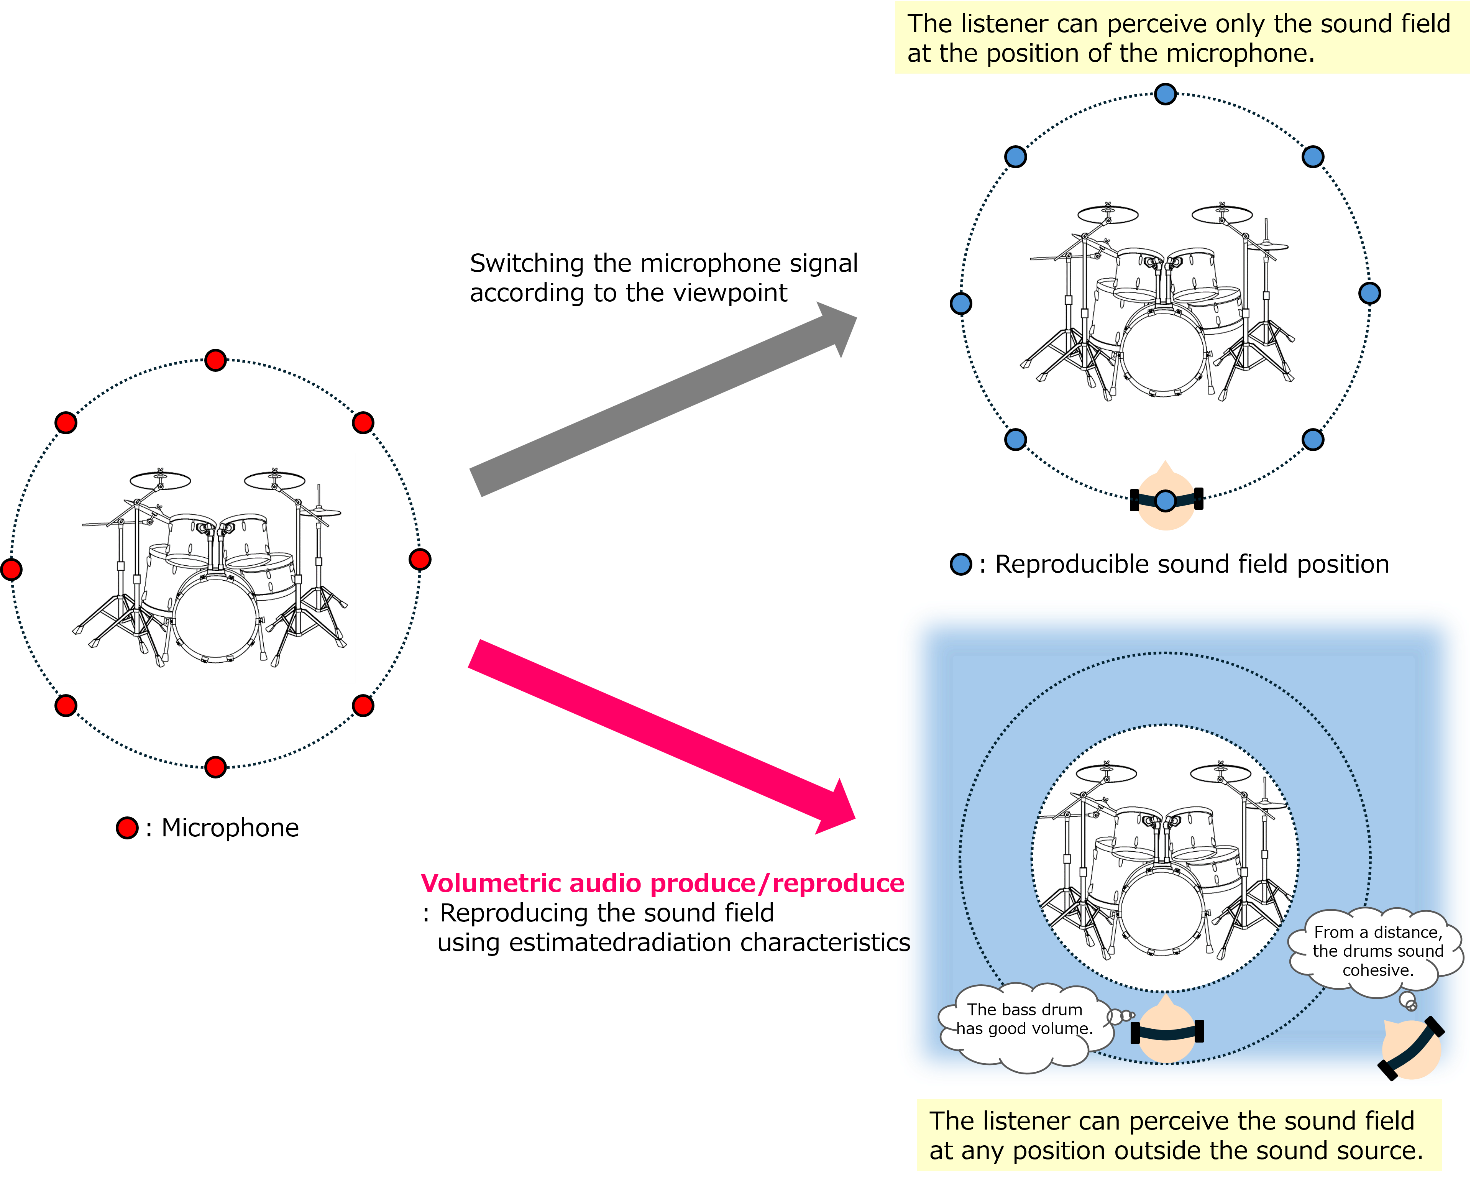 The listener can perceive only the sound field
at the position of the microphone.
Switching the microphone signal
according to the viewpoint
: Reproducible sound field position
: Microphone
Volumetric audio produce/reproduce
: Reproducing the sound field
using estimatedradiation characteristics
From a distance,
the drums sound
cohesive.
The bass drum
has good volume.
The listener can perceive the sound field
at any position outside the sound source.